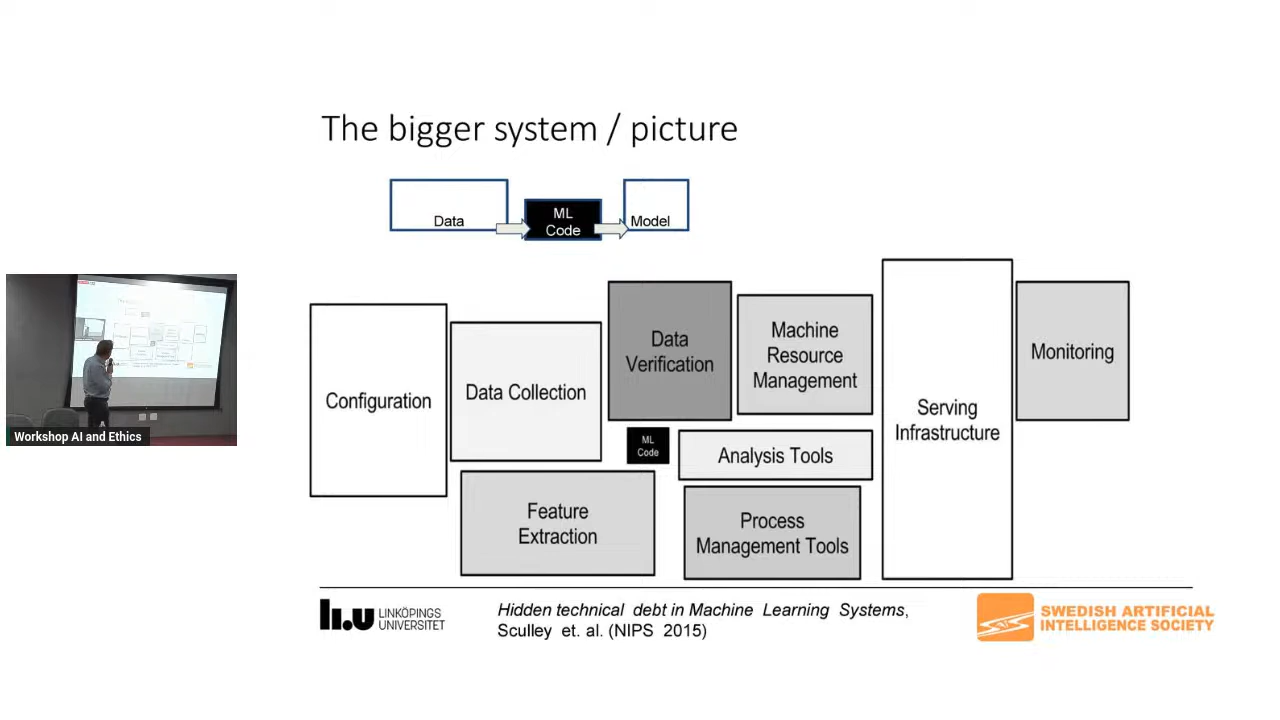 The bigger system / picture
Data
ML
Code
Model
Configuration
Data Collection
Data
Verification
Machine
Resource
Management
Serving
Infrastructure
Monitoring
ML
Code
Analysis Tools
Feature
Extraction
Process
Management Tools
Workshop AI and Ethics
li.u LINKÖPINGS
UNIVERSITET
Hidden technical debt in Machine Learning Systems,
Sculley et. al. (NIPS 2015)
SWEDISH ARTIFICIAL
INTELLIGENCE SOCIETY